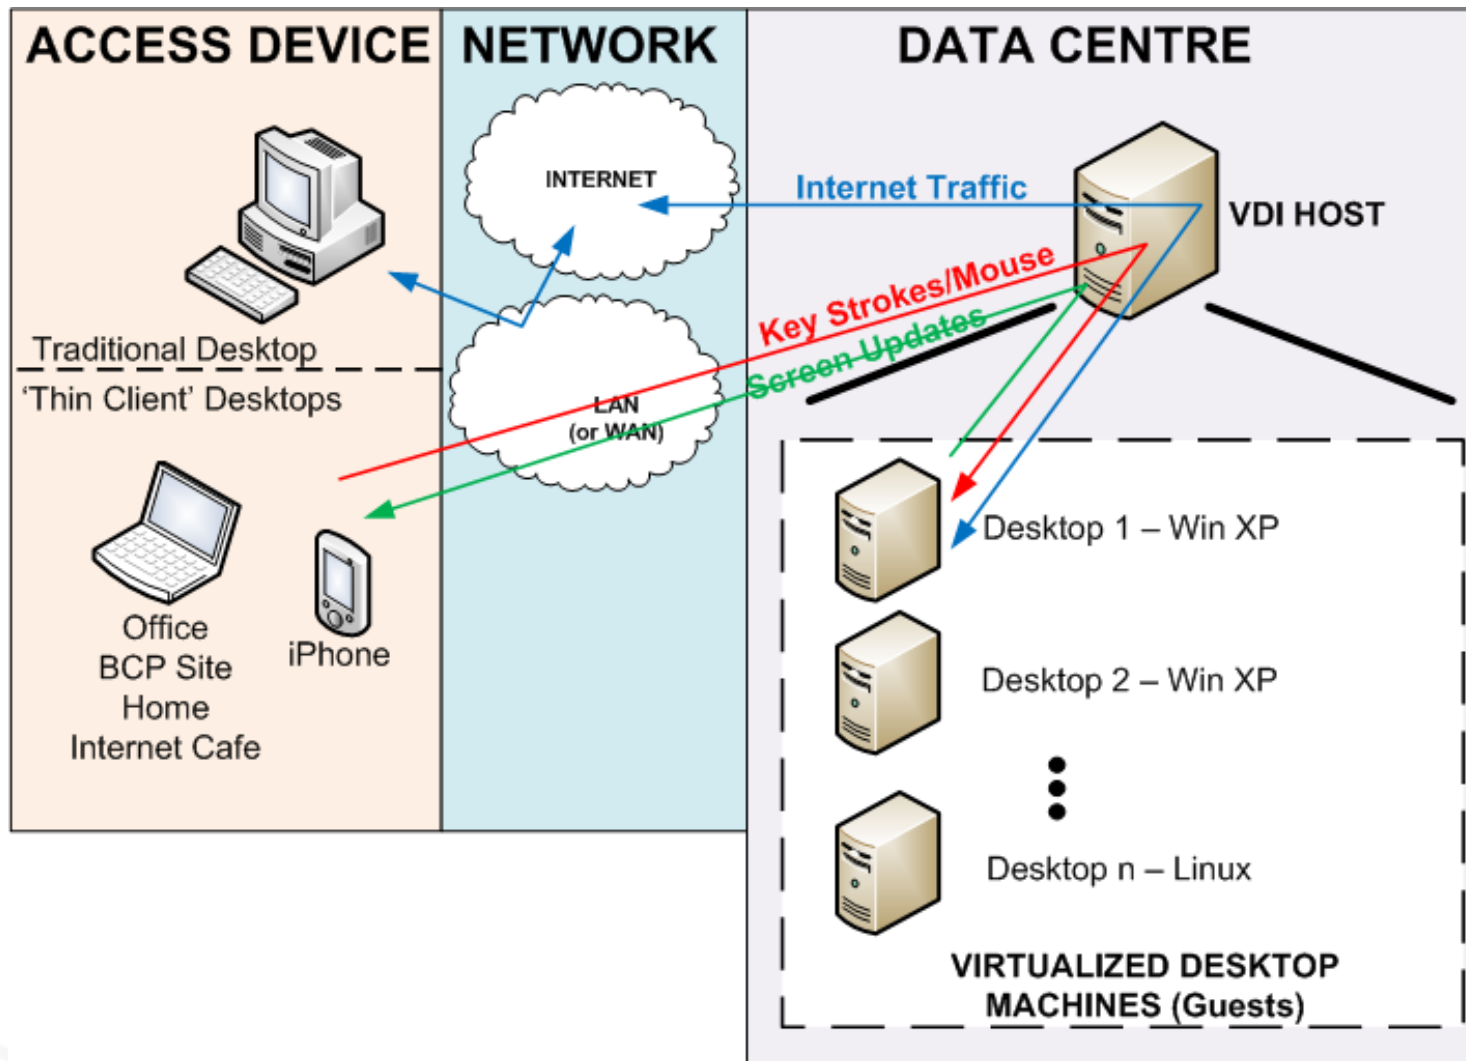 ACCESS DEVICE
NETWORK
DATA CENTRE
INTERNET
Internet Traffic
VDI HOST
Key Strokes/Mouse
Screen Updates
Traditional Desktop
'Thin Client' Desktops
LAN
(or WAN)
Office
BCP Site
Home
Internet Cafe
iPhone
Desktop 1 – Win XP
Desktop 2 – Win XP
Desktop n – Linux
VIRTUALIZED DESKTOP
MACHINES (Guests)